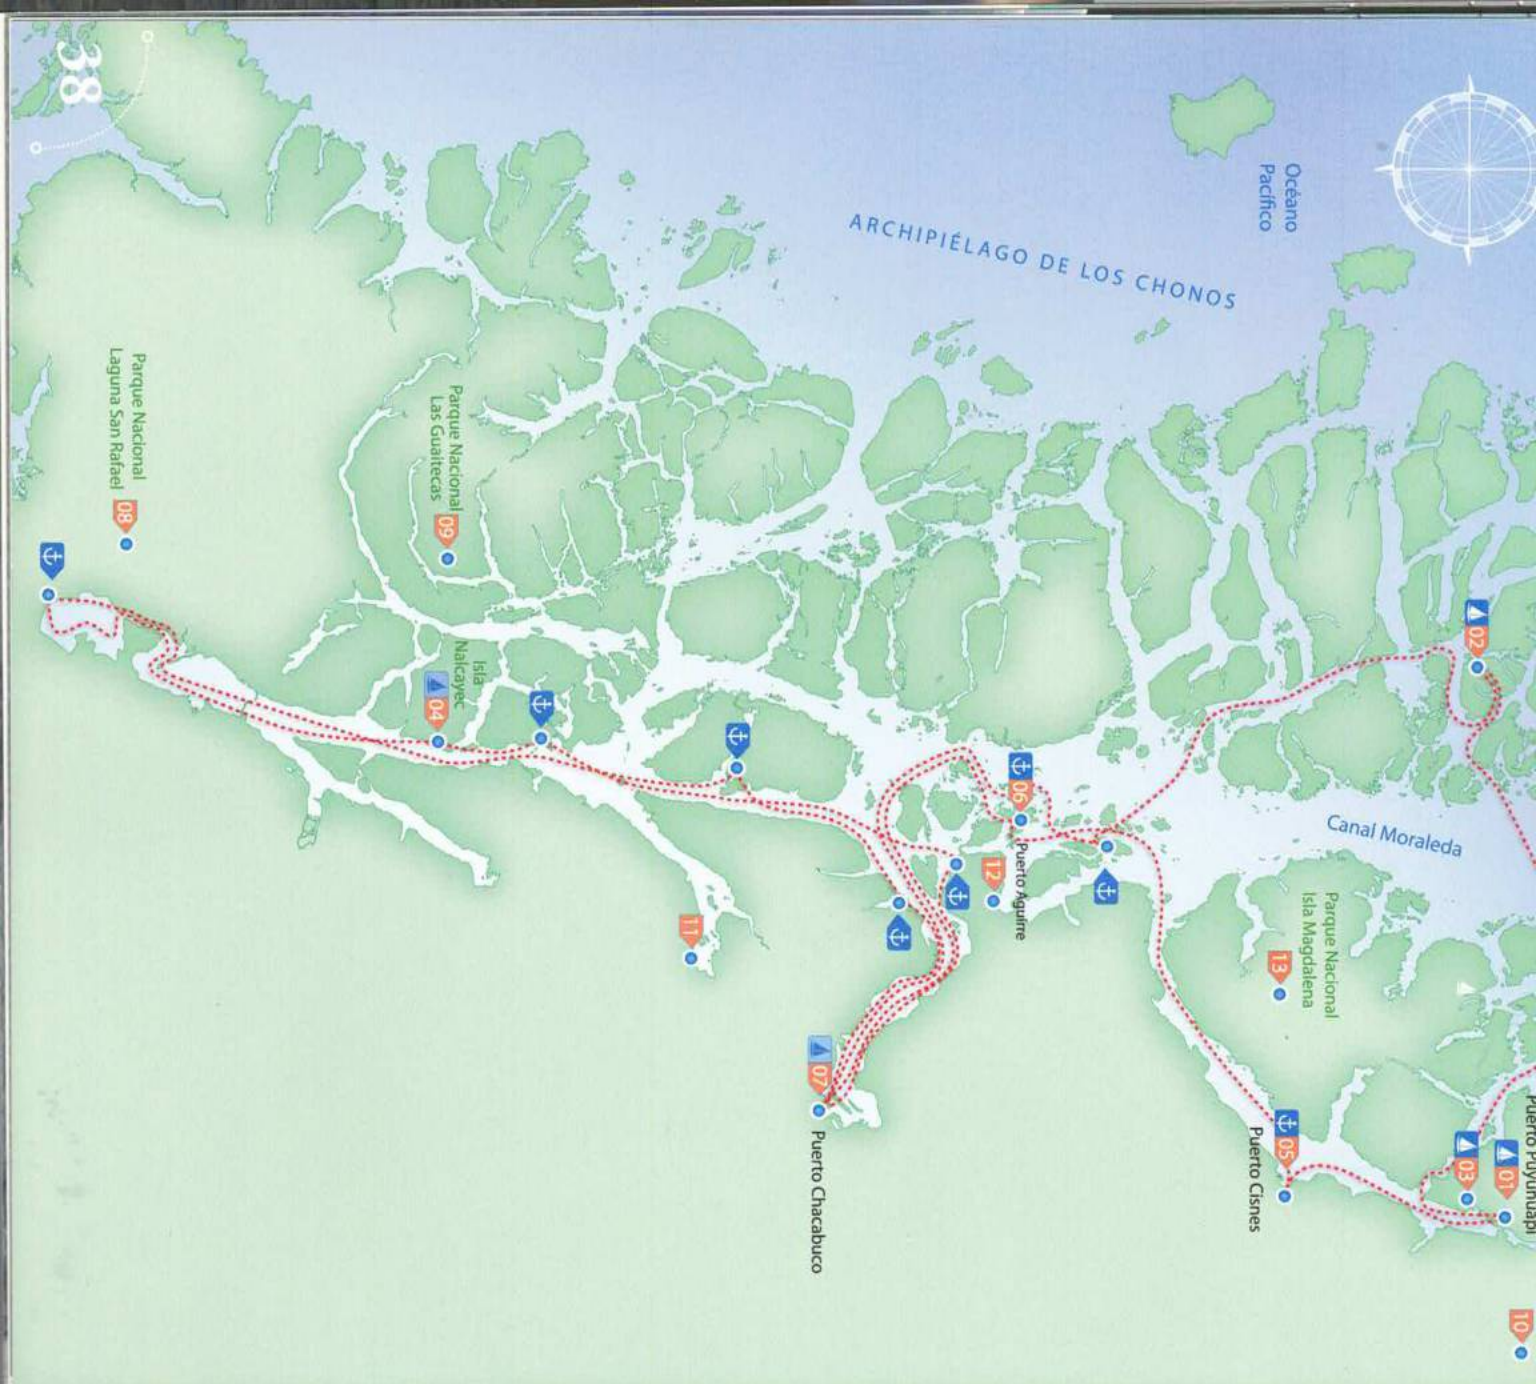 Puerto Puyuhuapi
10
01
02
03
Canal Moraleda
Parque Nacional
Isla Magdalena
13
Océano
Pacífico
05
Puerto Cisnes
ARCHIPIÉLAGO DE LOS CHONOS
06
Puerto Aguirre
12
07
Puerto Chacabuco
11
Isla
Nalcayec
04
Parque Nacional
Las Guaitecas
09
Parque Nacional
Laguna San Rafael
08
38